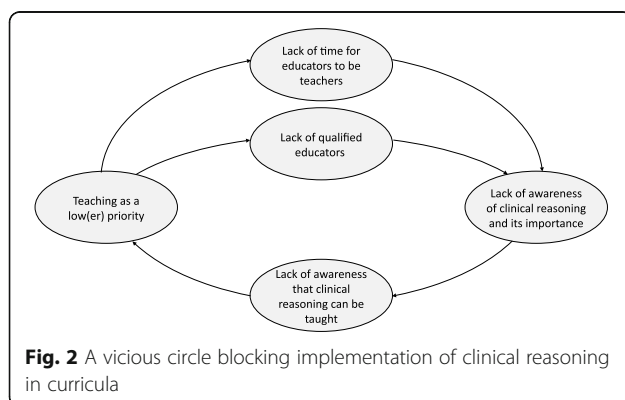 Lack of time for
educators to be
teachers
Lack of qualified
educators
Teaching as a
low(er) priority
Lack of awareness
of clinical reasoning
and its importance
Lack of awareness
that clinical
reasoning can be
taught
Fig. 2 A vicious circle blocking implementation of clinical reasoning
in curricula